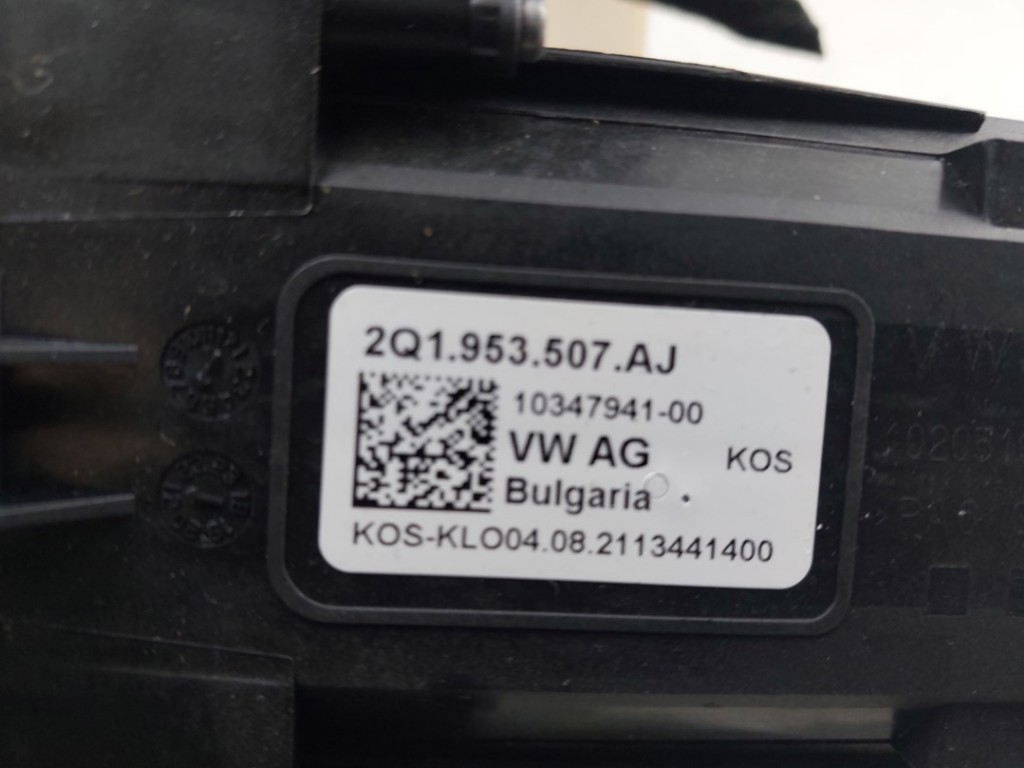 2Q1.953.507.AJ
10347941-00
VW AG KOS
Bulgaria
KOS-KLO04.08.2113441400